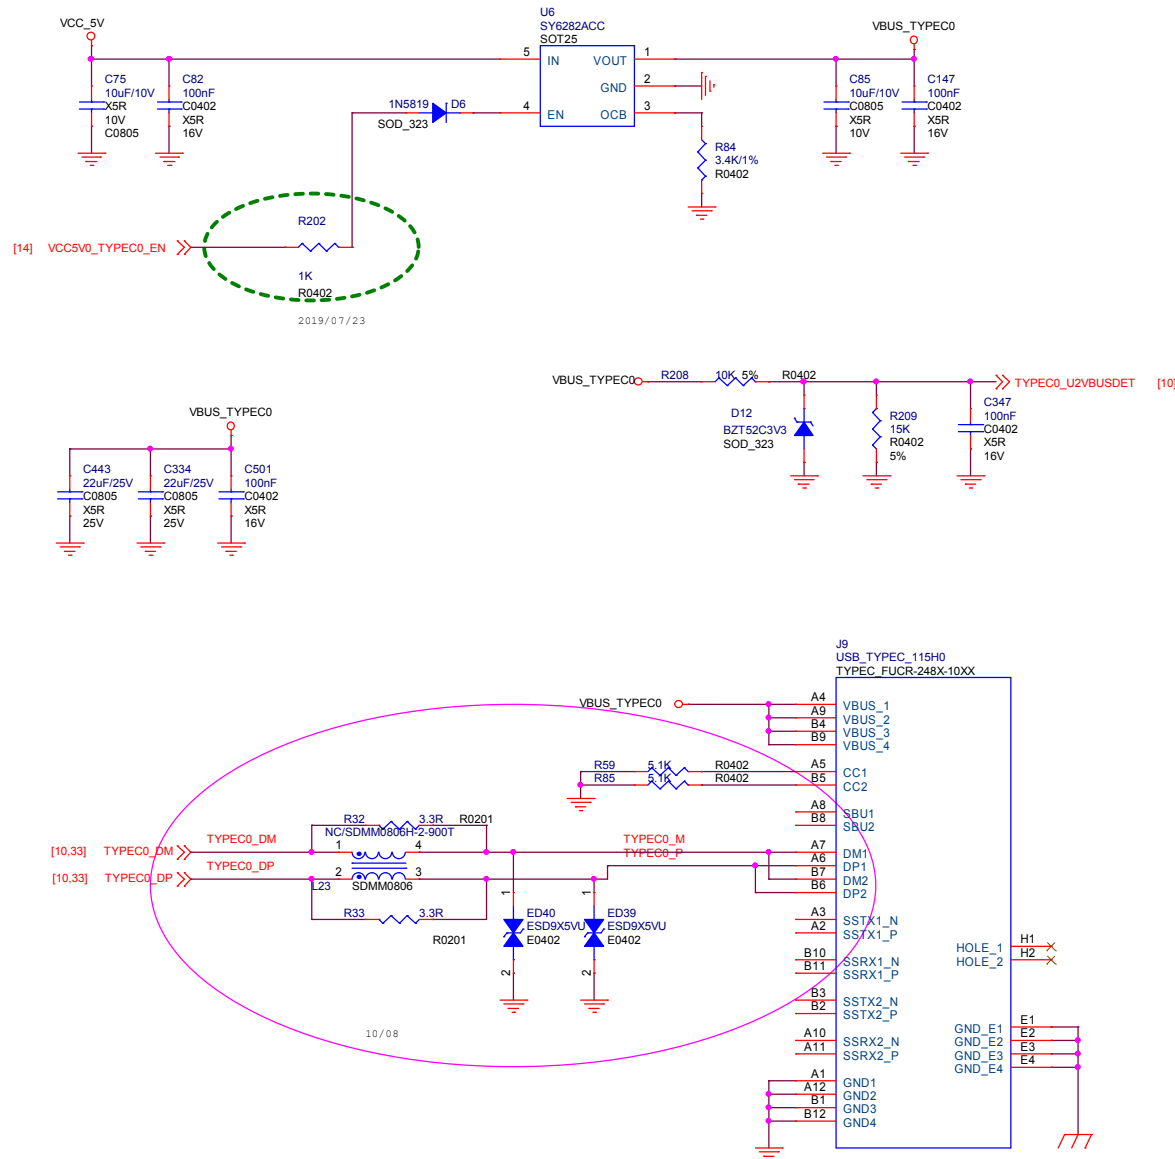 VCC_5V
U6
SY6282ACC
SOT25
VBUS_TYPEC0
5
IN
VOUT
1
GND
2
4
EN
OCB
3
C75
10uF/10V
X5R
10V
C0805
C82
100nF
C0402
X5R
16V
1N5819
D6
SOD_323
C85
10uF/10V
C0805
X5R
10V
C147
100nF
C0402
X5R
16V
R84
3.4K/1%
R0402
[14]
VCC5V0_TYPEC0_EN
R202
1K
R0402
2019/07/23
VBUS_TYPEC0
R208
10K
5%
R0402
TYPEC0_U2VBUSDET
[10]
D12
BZT52C3V3
SOD_323
R209
15K
R0402
5%
C347
100nF
C0402
X5R
16V
VBUS_TYPEC0
C443
22uF/25V
C0805
X5R
25V
C334
22uF/25V
C0805
X5R
25V
C501
100nF
C0402
X5R
16V
J9
USB_TYPEC_115H0
TYPEC_FUCR-248X-10XX
VBUS_TYPEC0
A4
VBUS_1
A9
VBUS_2
B4
VBUS_3
B9
VBUS_4
R59
5.1K
R0402
A5
CC1
R85
5.1K
R0402
B5
CC2
A8
SBU1
B8
SBU2
R32
3.3R
R0201
NC/SDMM0806H-2-900T
[10,33]
TYPEC0_DM
TYPEC0_DM
1
4
TYPEC0_M
A7
DM1
[10,33]
TYPEC0_DP
TYPEC0_DP
2
3
TYPEC0_P
A6
DP1
B7
DM2
B6
DP2
L23
SDMM0806
R33
3.3R
R0201
1
ED40
ESD9X5VU
E0402
2
1
ED39
ESD9X5VU
E0402
2
A3
SSTX1_N
A2
SSTX1_P
B10
SSRX1_N
B11
SSRX1_P
B3
SSTX2_N
B2
SSTX2_P
A10
SSRX2_N
A11
SSRX2_P
A1
GND1
A12
GND2
B1
GND3
B12
GND4
HOLE_1
H1
HOLE_2
H2
GND_E1
E1
GND_E2
E2
GND_E3
E3
GND_E4
E4
10/08